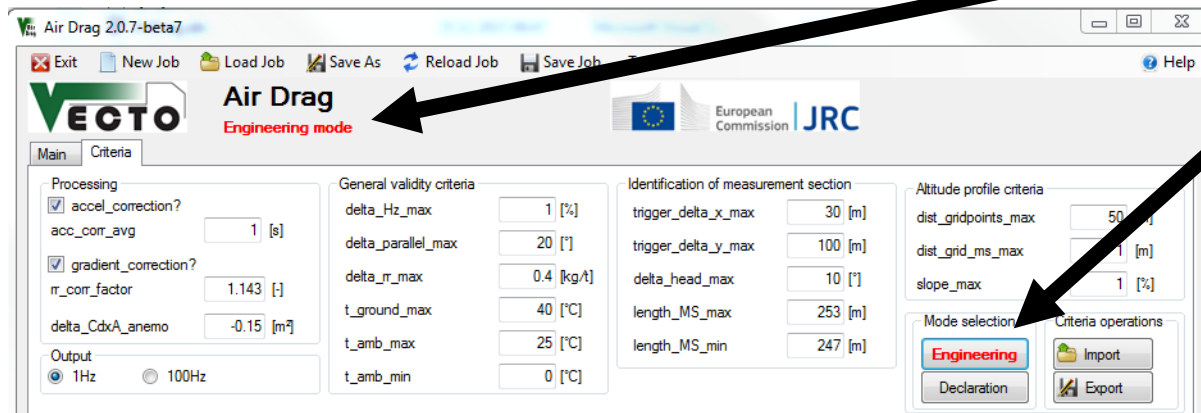 Air Drag 2.0.7-beta7
Exit New Job Load Job Save As Reload Job Save Job Help
VECTO
Air Drag
Engineering mode
European
Commission
JRC
Main Criteria
Processing
accel_correction?
acc_corr_avg 1 [s]
gradient_correction?
rr_corr_factor 1.143 [-]
delta_CdxA_anemo -0.15 [m²]
Output
1Hz 100Hz
General validity criteria
delta_Hz_max 1 [%]
delta_parallel_max 20 [°]
delta_rr_max 0.4 [kg/t]
t_ground_max 40 [°C]
t_amb_max 25 [°C]
t_amb_min 0 [°C]
Identification of measurement section
trigger_delta_x_max 30 [m]
trigger_delta_y_max 100 [m]
delta_head_max 10 [°]
length_MS_max 253 [m]
length_MS_min 247 [m]
Altitude profile criteria
dist_gridpoints_max 50
dist_grid_ms_max 1 [m]
slope_max 1 [%]
Mode selection
Engineering
Declaration
Criteria operations
Import
Export